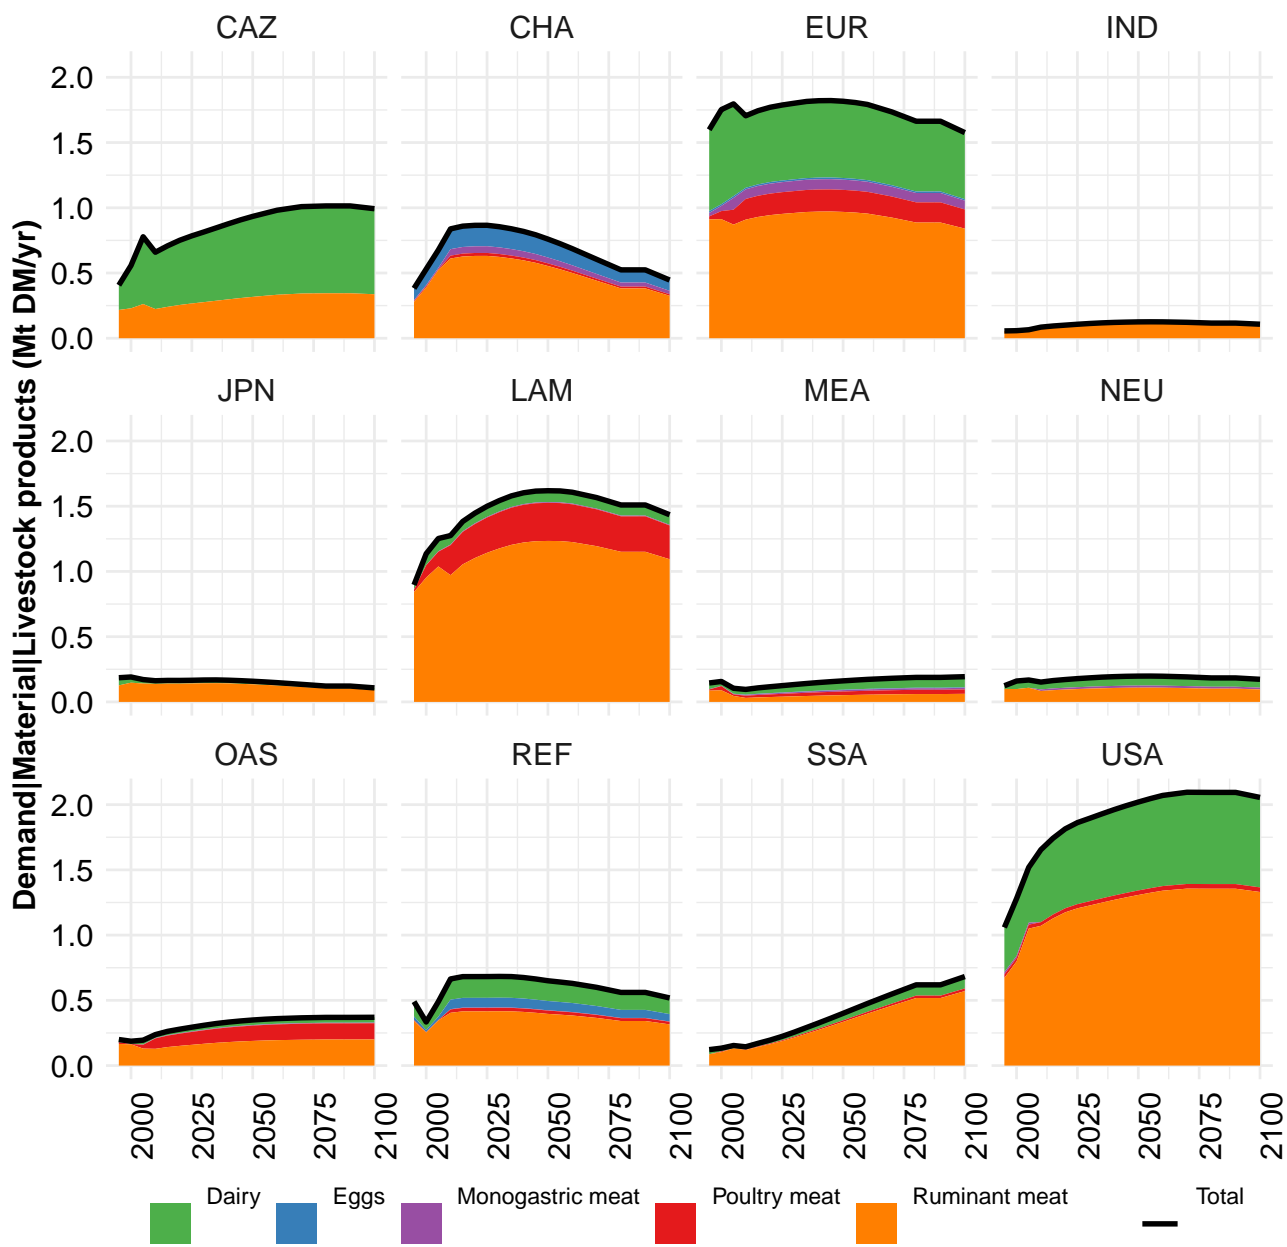 CAZ CHA EUR IND
2.0
1.5
1.0
0.5
0.0
JPN LAM MEA NEU
2.0
1.5
1.0
0.5
0.0
OAS REF SSA USA
2.0
1.5
1.0
0.5
0.0
2000 2025 2050 2075 2100 2000 2025 2050 2075 2100 2000 2025 2050 2075 2100 2000 2025 2050 2075 2100
Demand|Material|Livestock products (Mt DM/yr)
Dairy Eggs Monogastric meat Poultry meat Ruminant meat Total